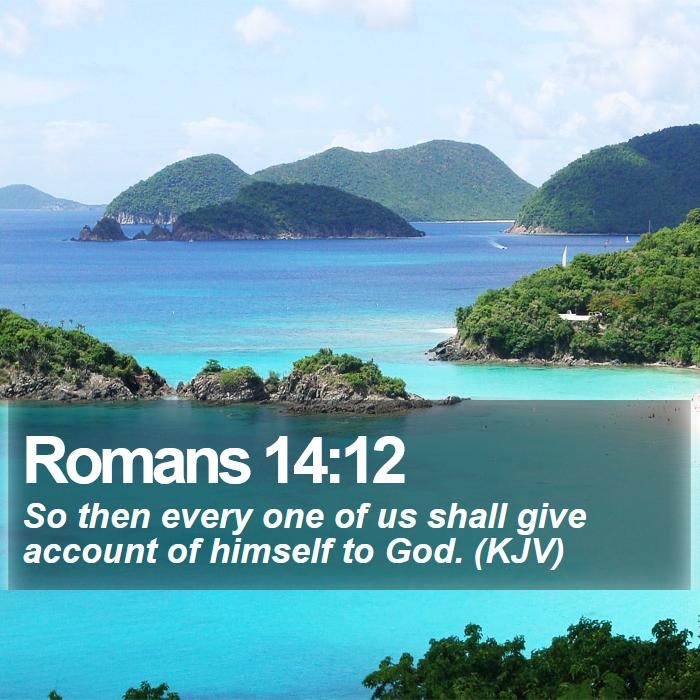 Romans 14:12
So then every one of us shall give
account of himself to God. (KJV)